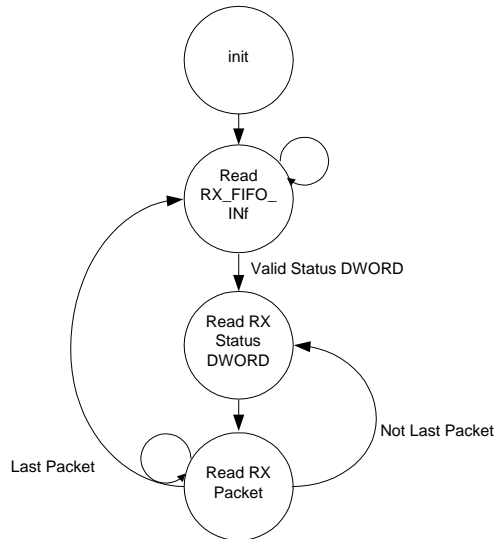 init
Read
RX_FIFO_
INf
Valid Status DWORD
Read RX
Status
DWORD
Not Last Packet
Last Packet
Read RX
Packet